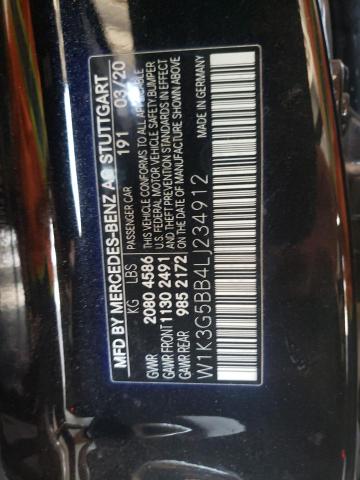 MFD BY MERCEDES-BENZ AG STUTTGART
PASSENGER CAR 191 03/20
KG LBS
GVWR 2080 4586
GAWR FRONT 1130 2491
GAWR REAR 985 2172
THIS VEHICLE CONFORMS TO ALL APPLICABLE
U.S. FEDERAL MOTOR VEHICLE SAFETY BUMPER
AND THEFT PREVENTION STANDARDS IN EFFECT
ON THE DATE OF MANUFACTURE SHOWN ABOVE
W1K3G5BB4LJ234912
MADE IN GERMANY